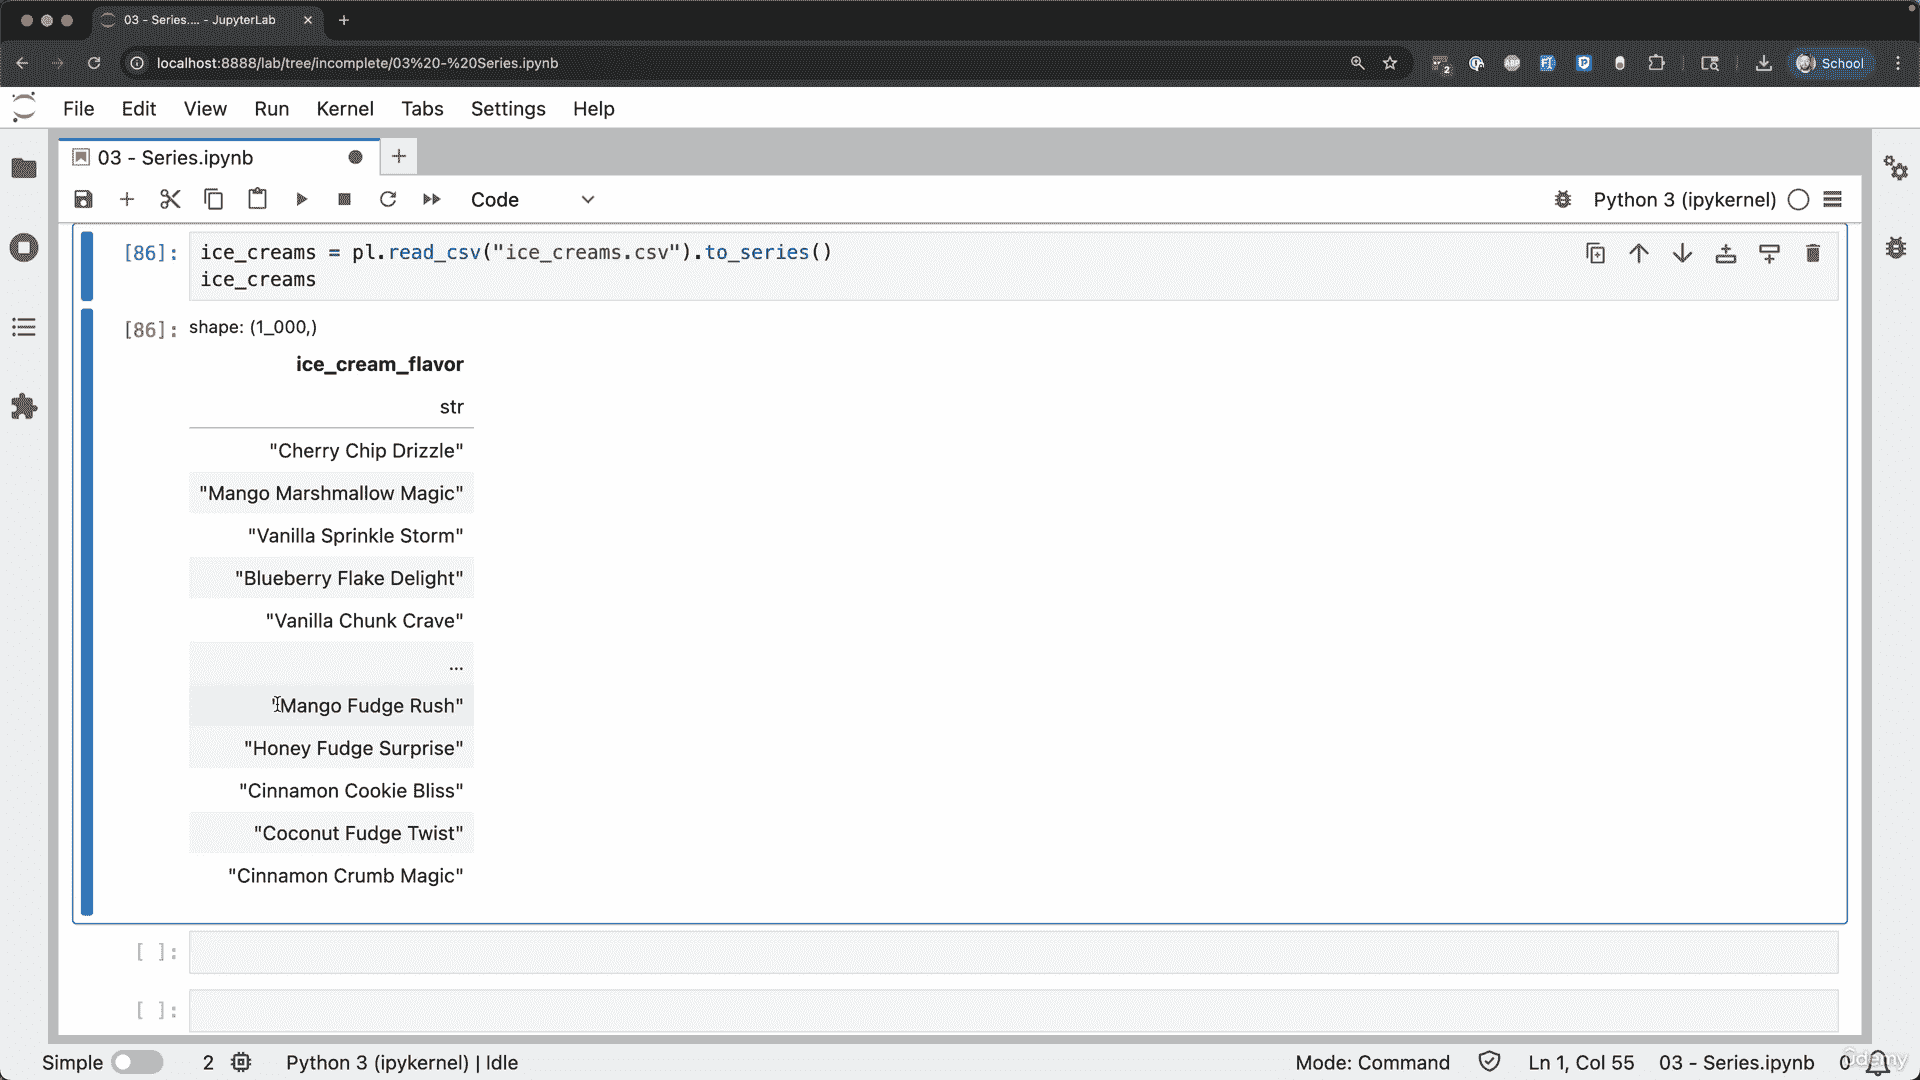 03 - Series.... - JupyterLab
localhost:8888/lab/tree/incomplete/03%20-%20Series.ipynb
2
ABP
School
File Edit View Run Kernel Tabs Settings Help
03 - Series.ipynb
Code
Python 3 (ipykernel)
[86]: ice_creams = pl.read_csv("ice_creams.csv").to_series()
ice_creams
[86]: shape: (1_000,)
ice_cream_flavor
str
"Cherry Chip Drizzle"
"Mango Marshmallow Magic"
"Vanilla Sprinkle Storm"
"Blueberry Flake Delight"
"Vanilla Chunk Crave"
...
"Mango Fudge Rush"
"Honey Fudge Surprise"
"Cinnamon Cookie Bliss"
"Coconut Fudge Twist"
"Cinnamon Crumb Magic"
[ ]:
[ ]:
Simple 2 Python 3 (ipykernel) | Idle Mode: Command Ln 1, Col 55 03 - Series.ipynb 0
Udemy